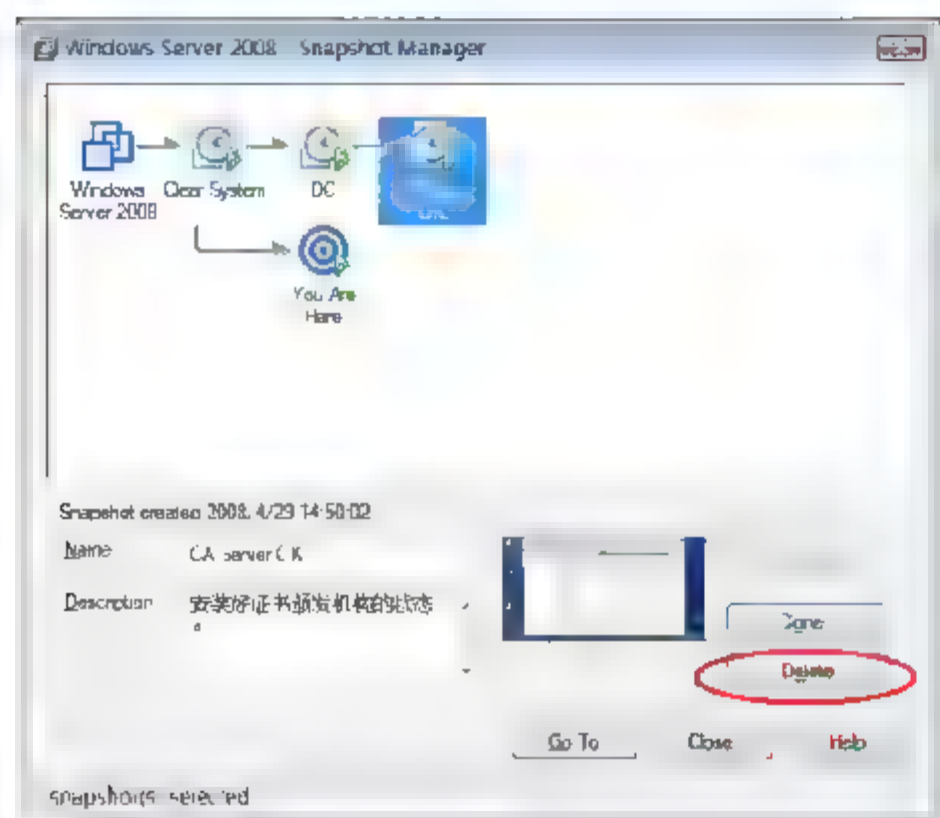 Windows Server 2008 Snapshot Manager
Windows
Server 2008
Clear System
DC
You Are
Here
Snapshot created 2008. 4/29 14:50:02
Name
CA server
Description
安装好证书颁发机构的状态
。
Clone
Delete
Go To
Close
Help
selected